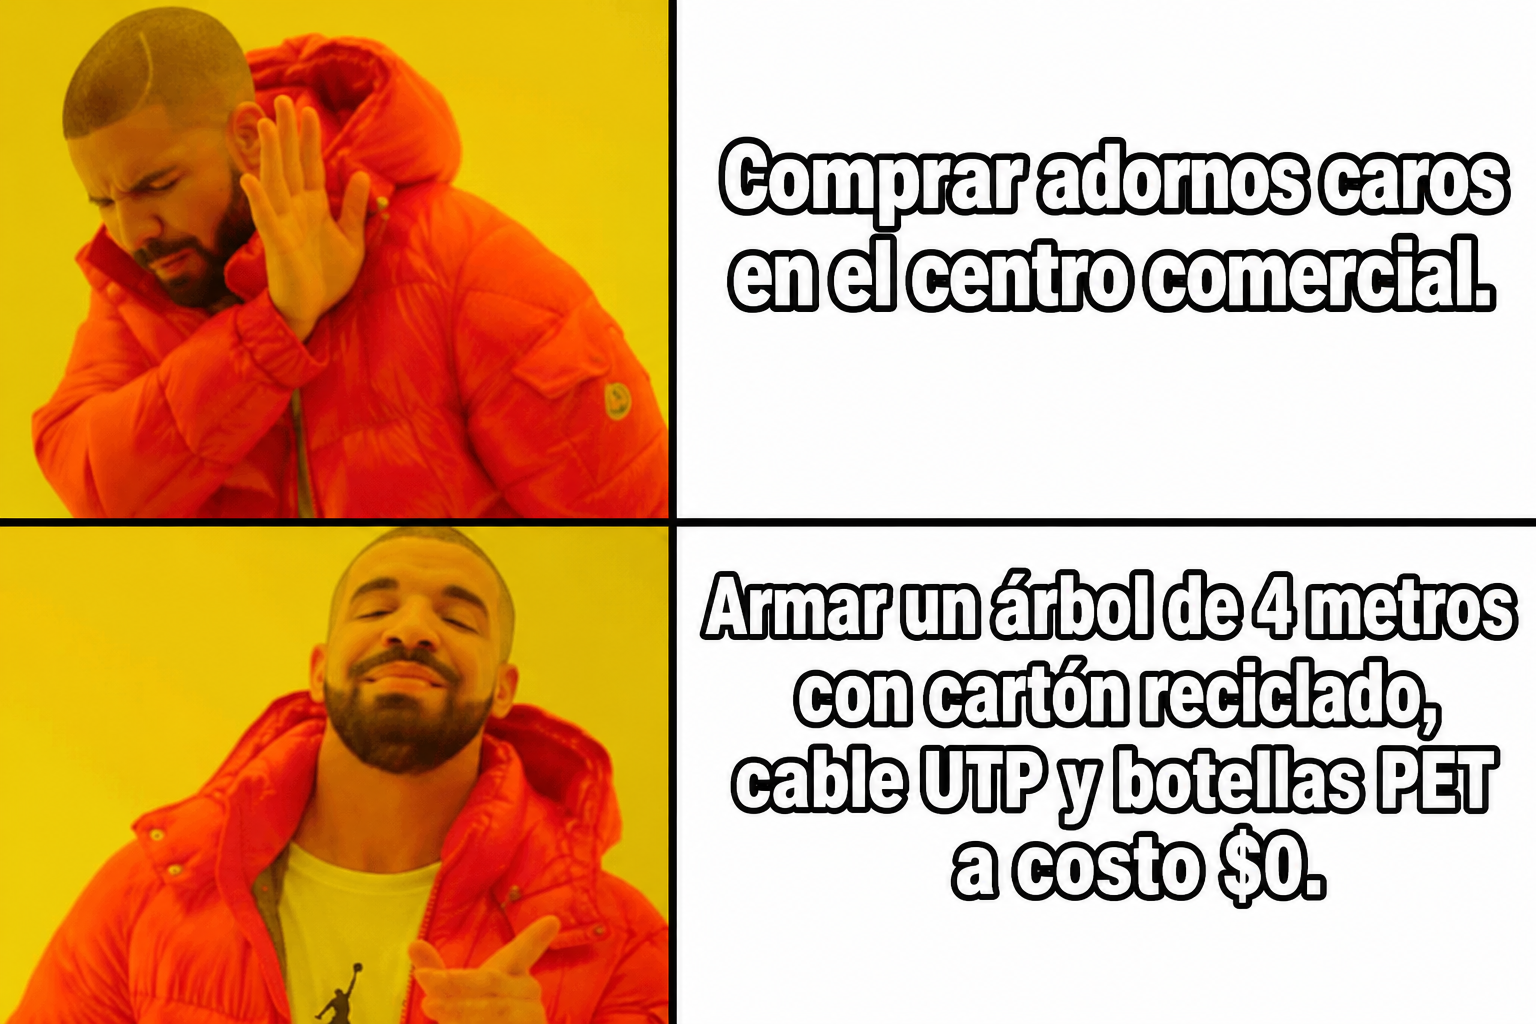 Comprar adornos caros
en el centro comercial.
Armar un árbol de 4 metros
con cartón reciclado,
cable UTP y botellas PET
a costo $0.